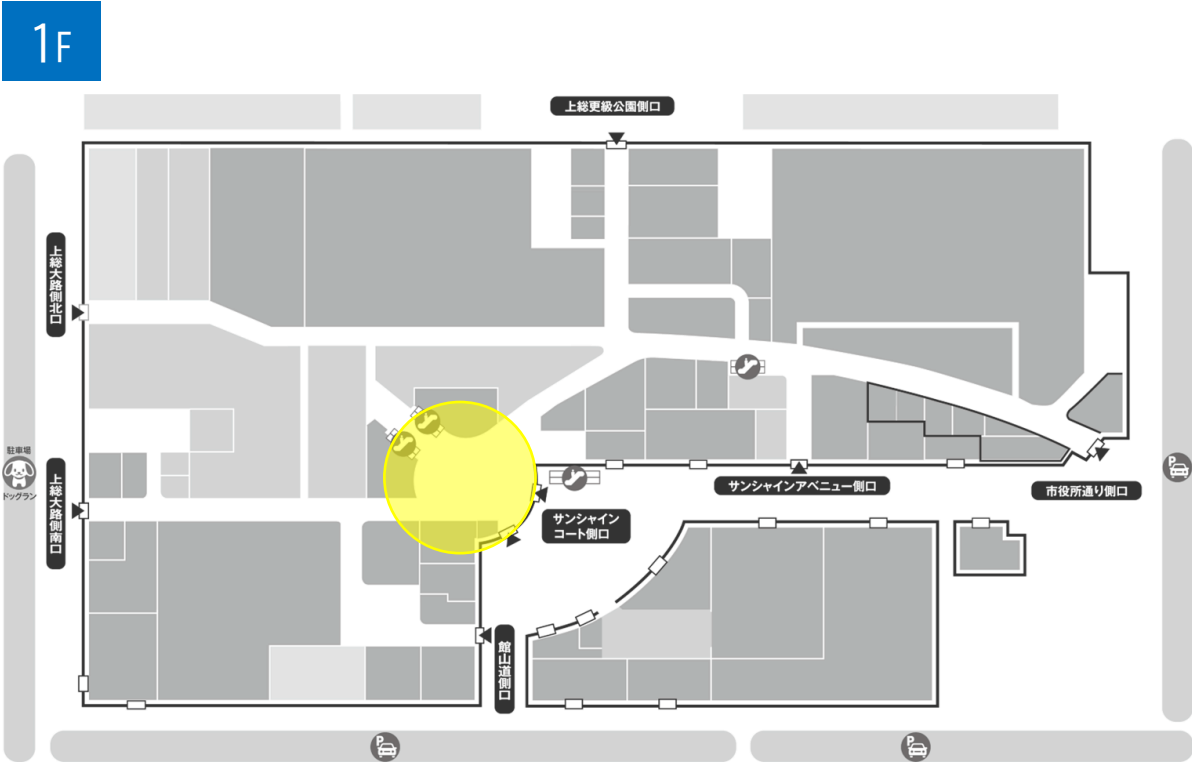 1F
上総更級公園側口
上総大路側北口
駐車場
ドッグラン
上総大路側南口
サンシャインアベニュー側口
市役所通り側口
サンシャイン
コート側口
館山道側口
P
P
P